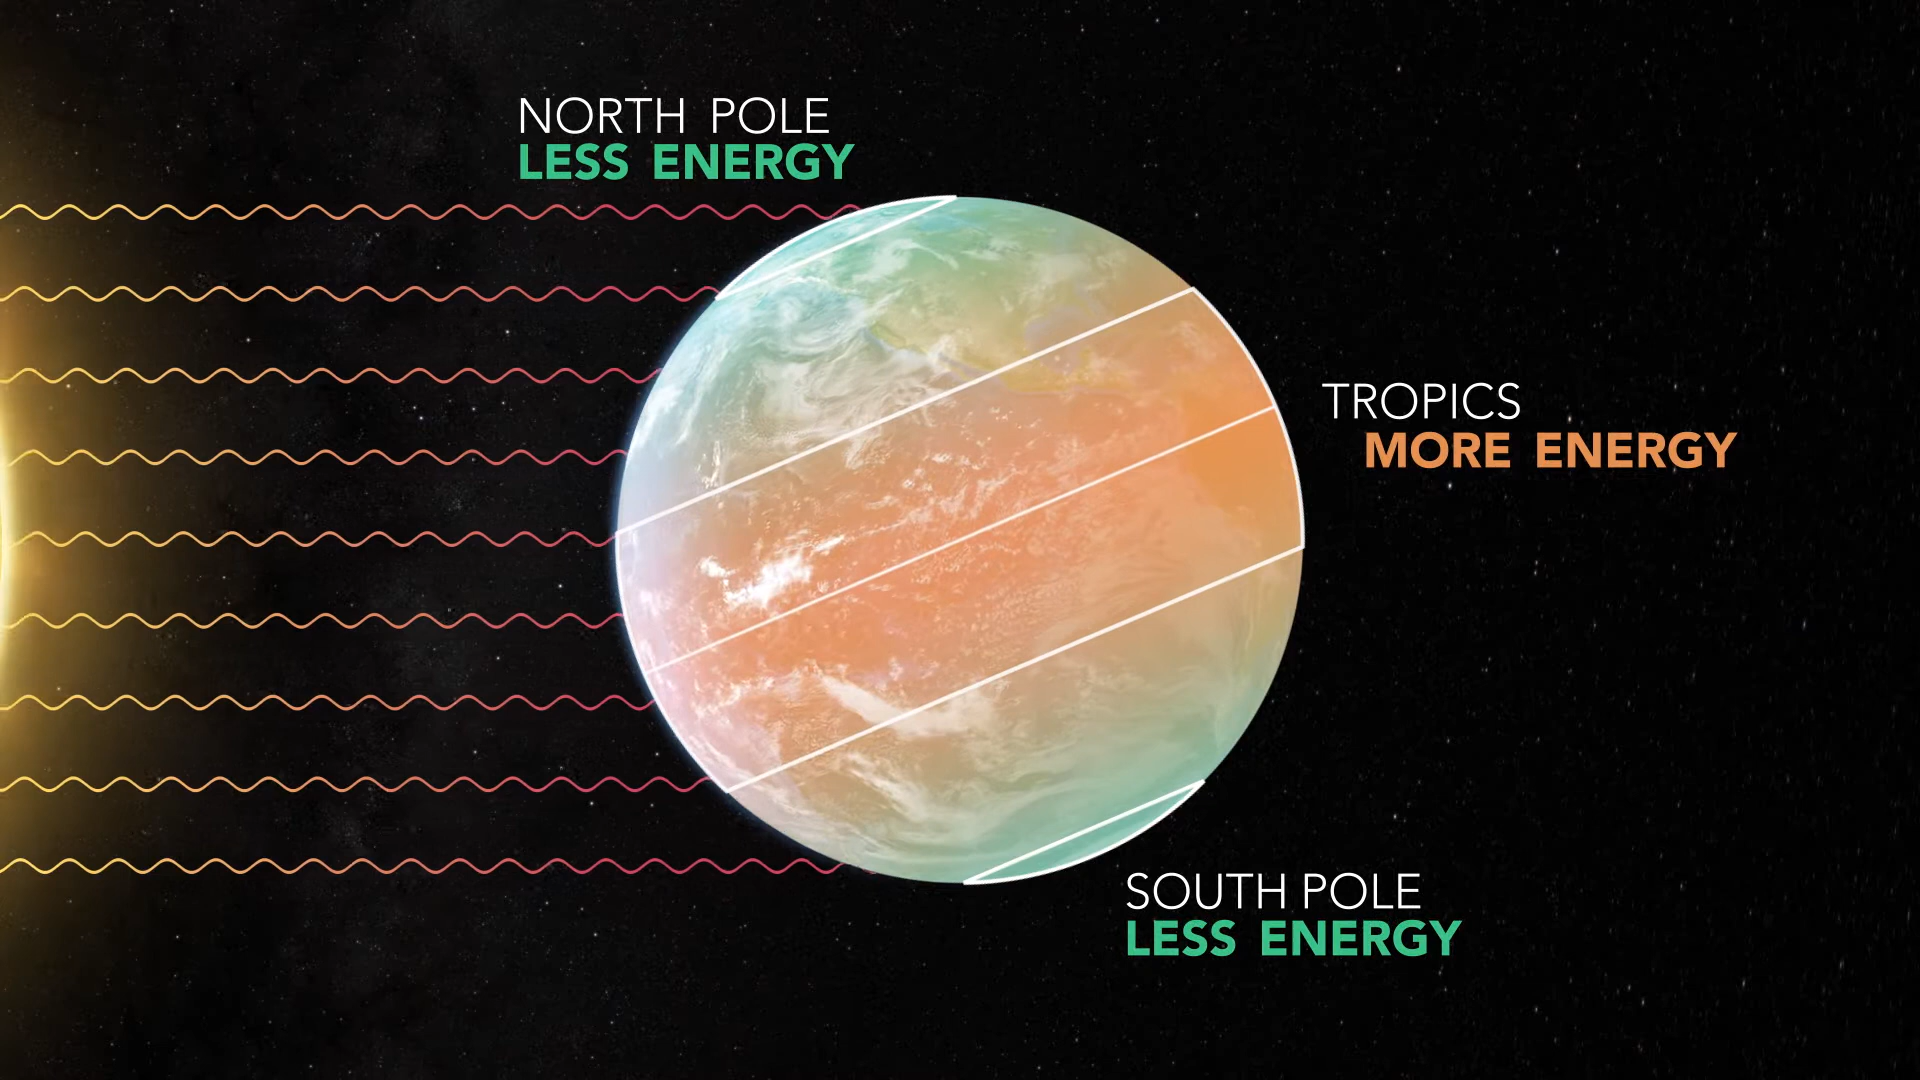 NORTH POLE
LESS ENERGY
TROPICS
MORE ENERGY
SOUTH POLE
LESS ENERGY